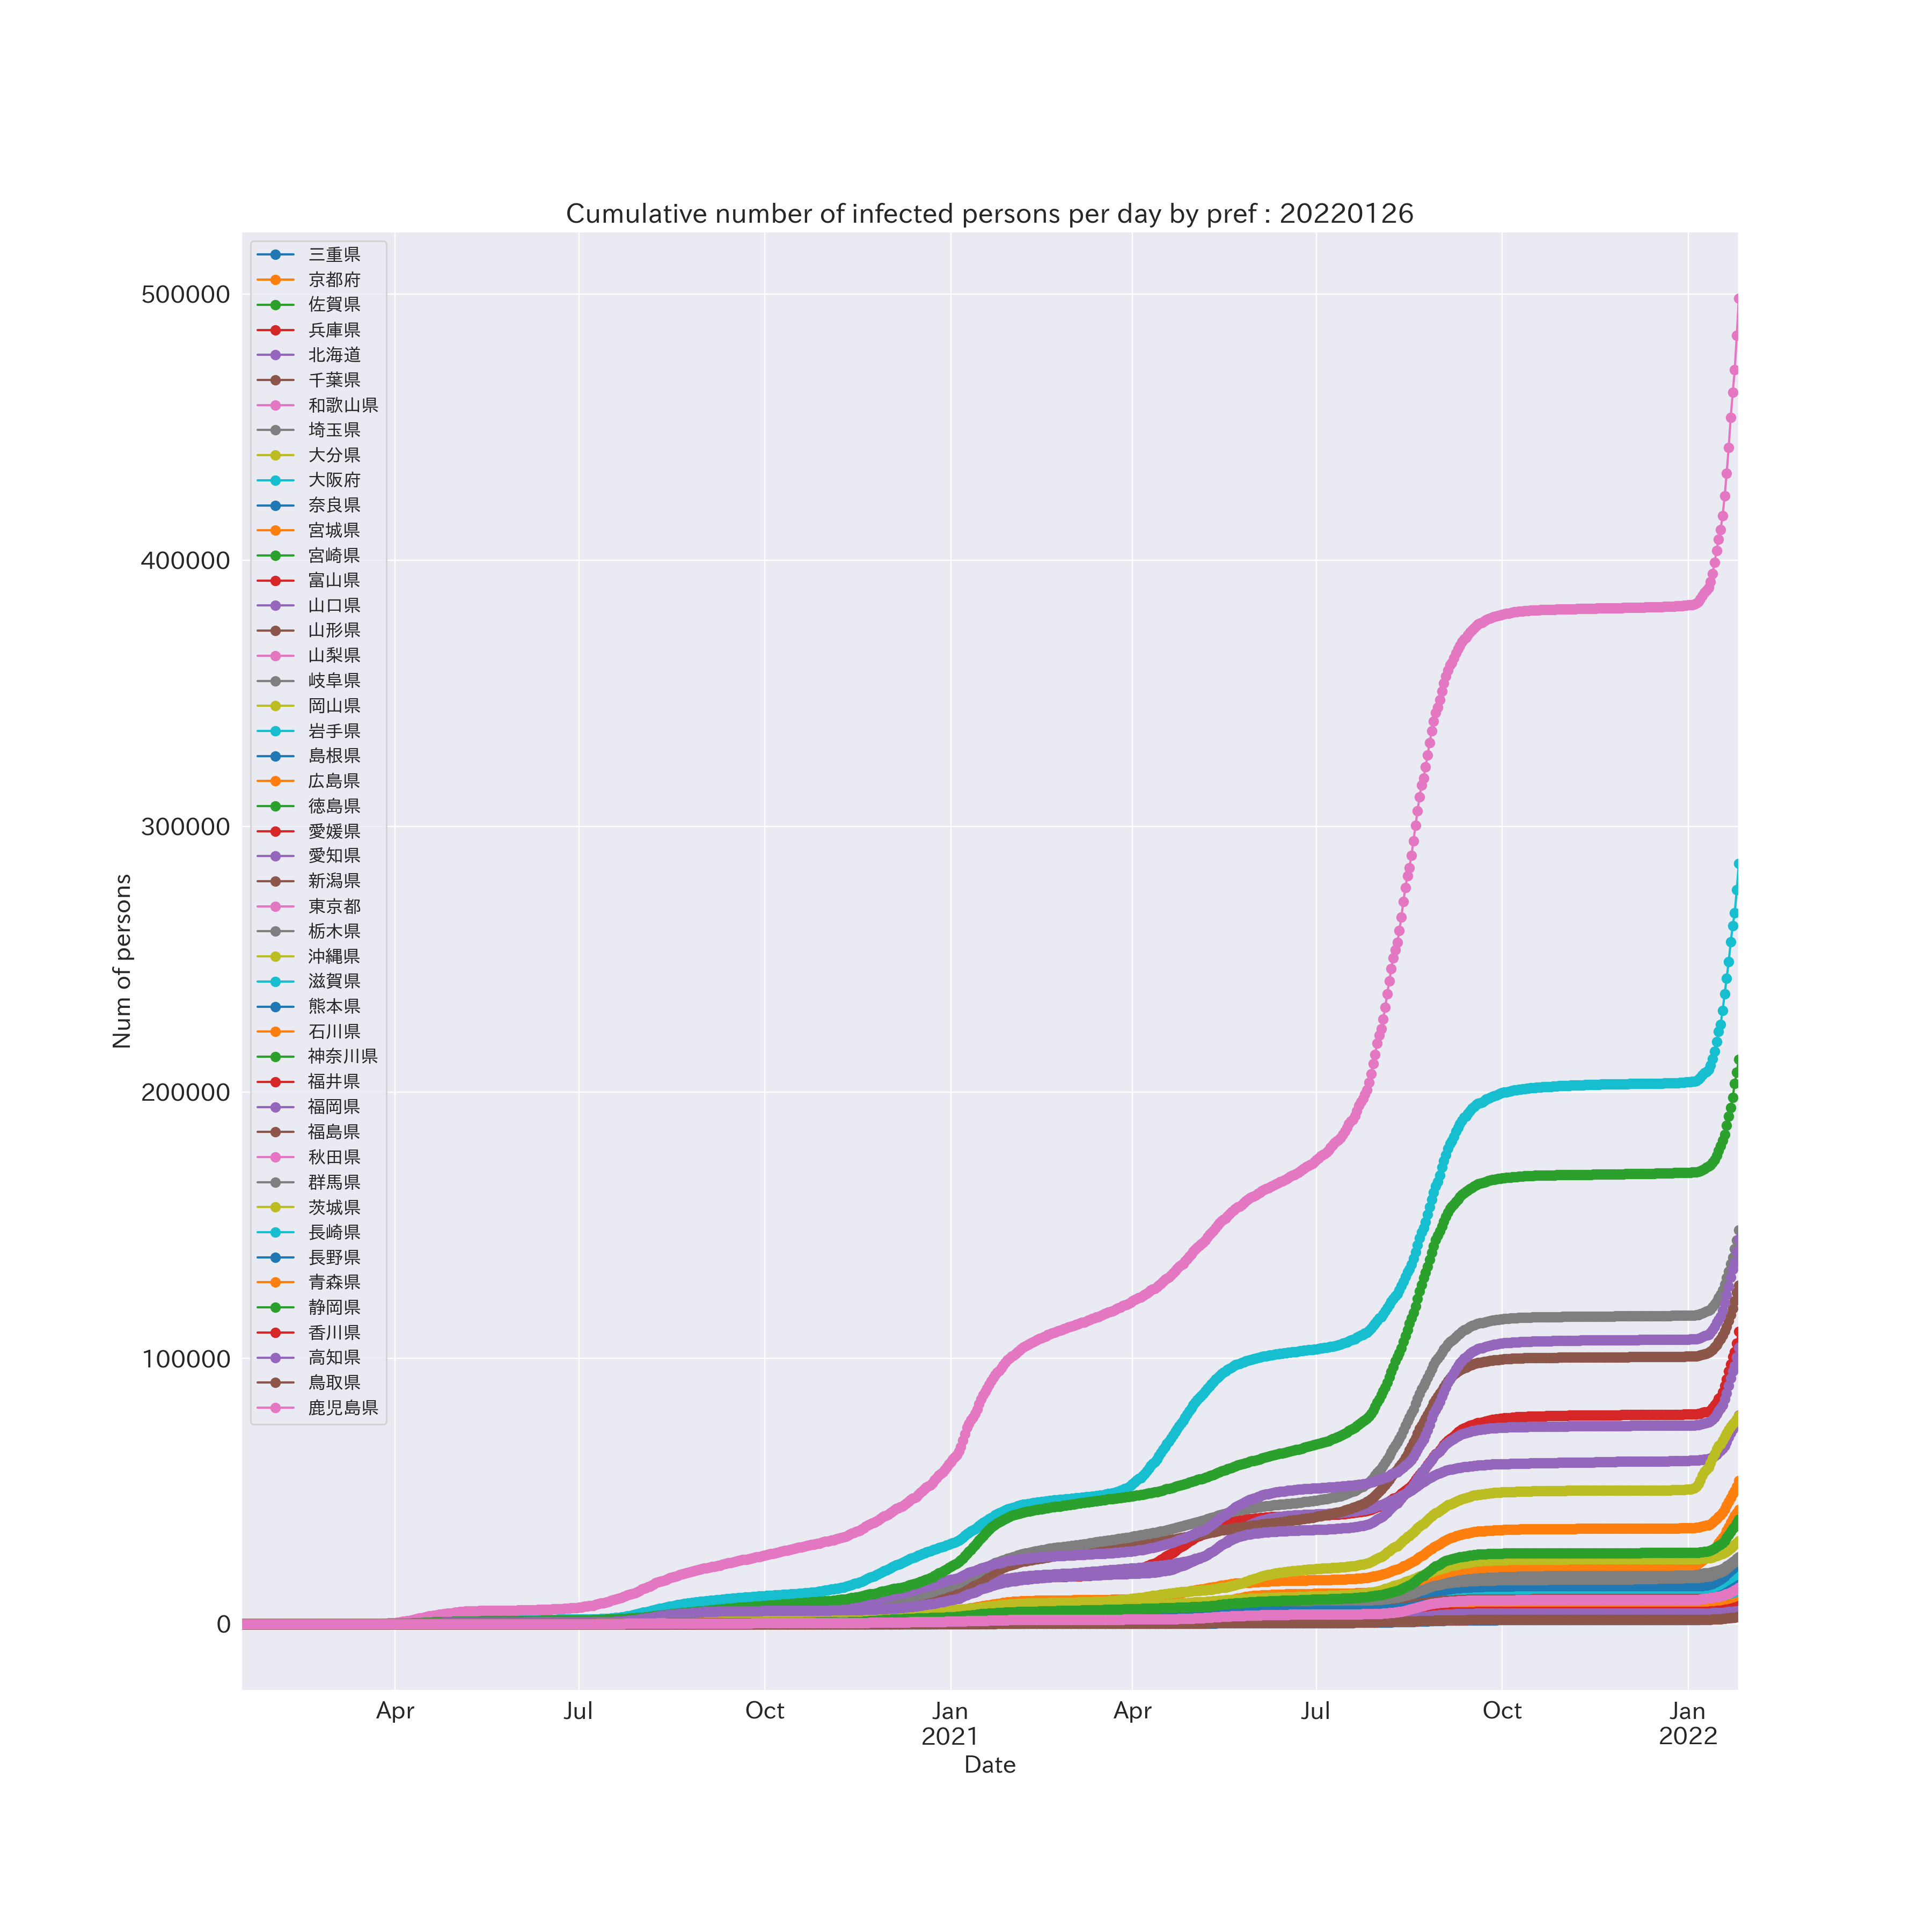 Cumulative number of infected persons per day by pref : 20220126
三重県
京都府
佐賀県
兵庫県
北海道
千葉県
和歌山県
埼玉県
大分県
大阪府
奈良県
宮城県
宮崎県
富山県
山口県
山形県
山梨県
岐阜県
岡山県
岩手県
島根県
広島県
徳島県
愛媛県
愛知県
新潟県
東京都
栃木県
沖縄県
滋賀県
熊本県
石川県
神奈川県
福井県
福岡県
福島県
秋田県
群馬県
茨城県
長崎県
長野県
青森県
静岡県
香川県
高知県
鳥取県
鹿児島県
500000
400000
300000
200000
100000
0
Num of persons
Apr Jul Oct Jan Apr Jul Oct Jan
2021 2022
Date